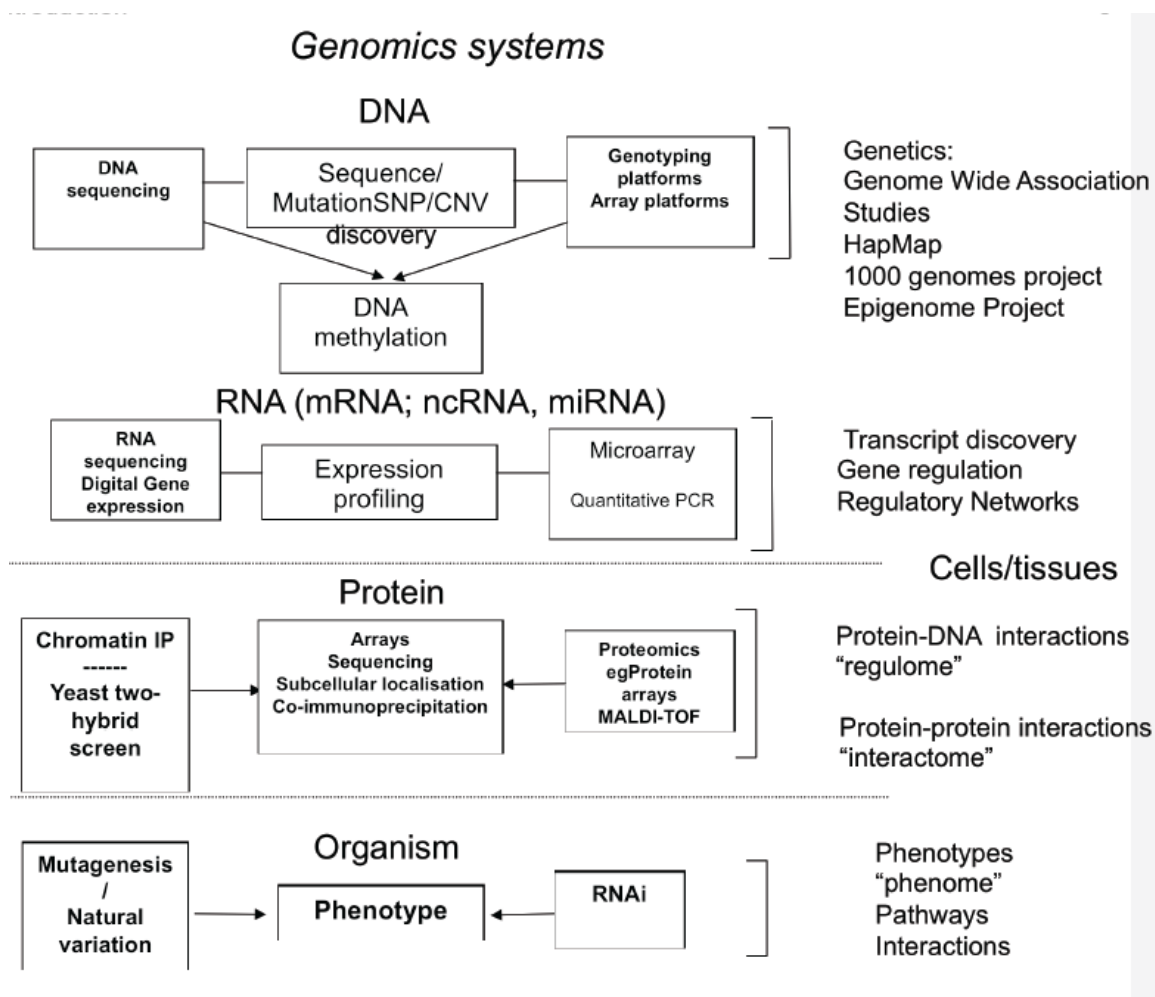 Genomics systems
DNA
DNA
sequencing
Sequence/
MutationSNP/CNV
discovery
Genotyping
platforms
Array platforms
Genetics:
Genome Wide Association
Studies
HapMap
1000 genomes project
Epigenome Project
DNA
methylation
RNA (mRNA; ncRNA, miRNA)
RNA
sequencing
Digital Gene
expression
Expression
profiling
Microarray
Quantitative PCR
Transcript discovery
Gene regulation
Regulatory Networks
Cells/tissues
Protein
Chromatin IP
------
Yeast two-
hybrid
screen
Arrays
Sequencing
Subcellular localisation
Co-immunoprecipitation
Proteomics
egProtein
arrays
MALDI-TOF
Protein-DNA interactions
“regulome”
Protein-protein interactions
“interactome”
Organism
Mutagenesis
/
Natural
variation
Phenotype
RNAi
Phenotypes
“phenome”
Pathways
Interactions